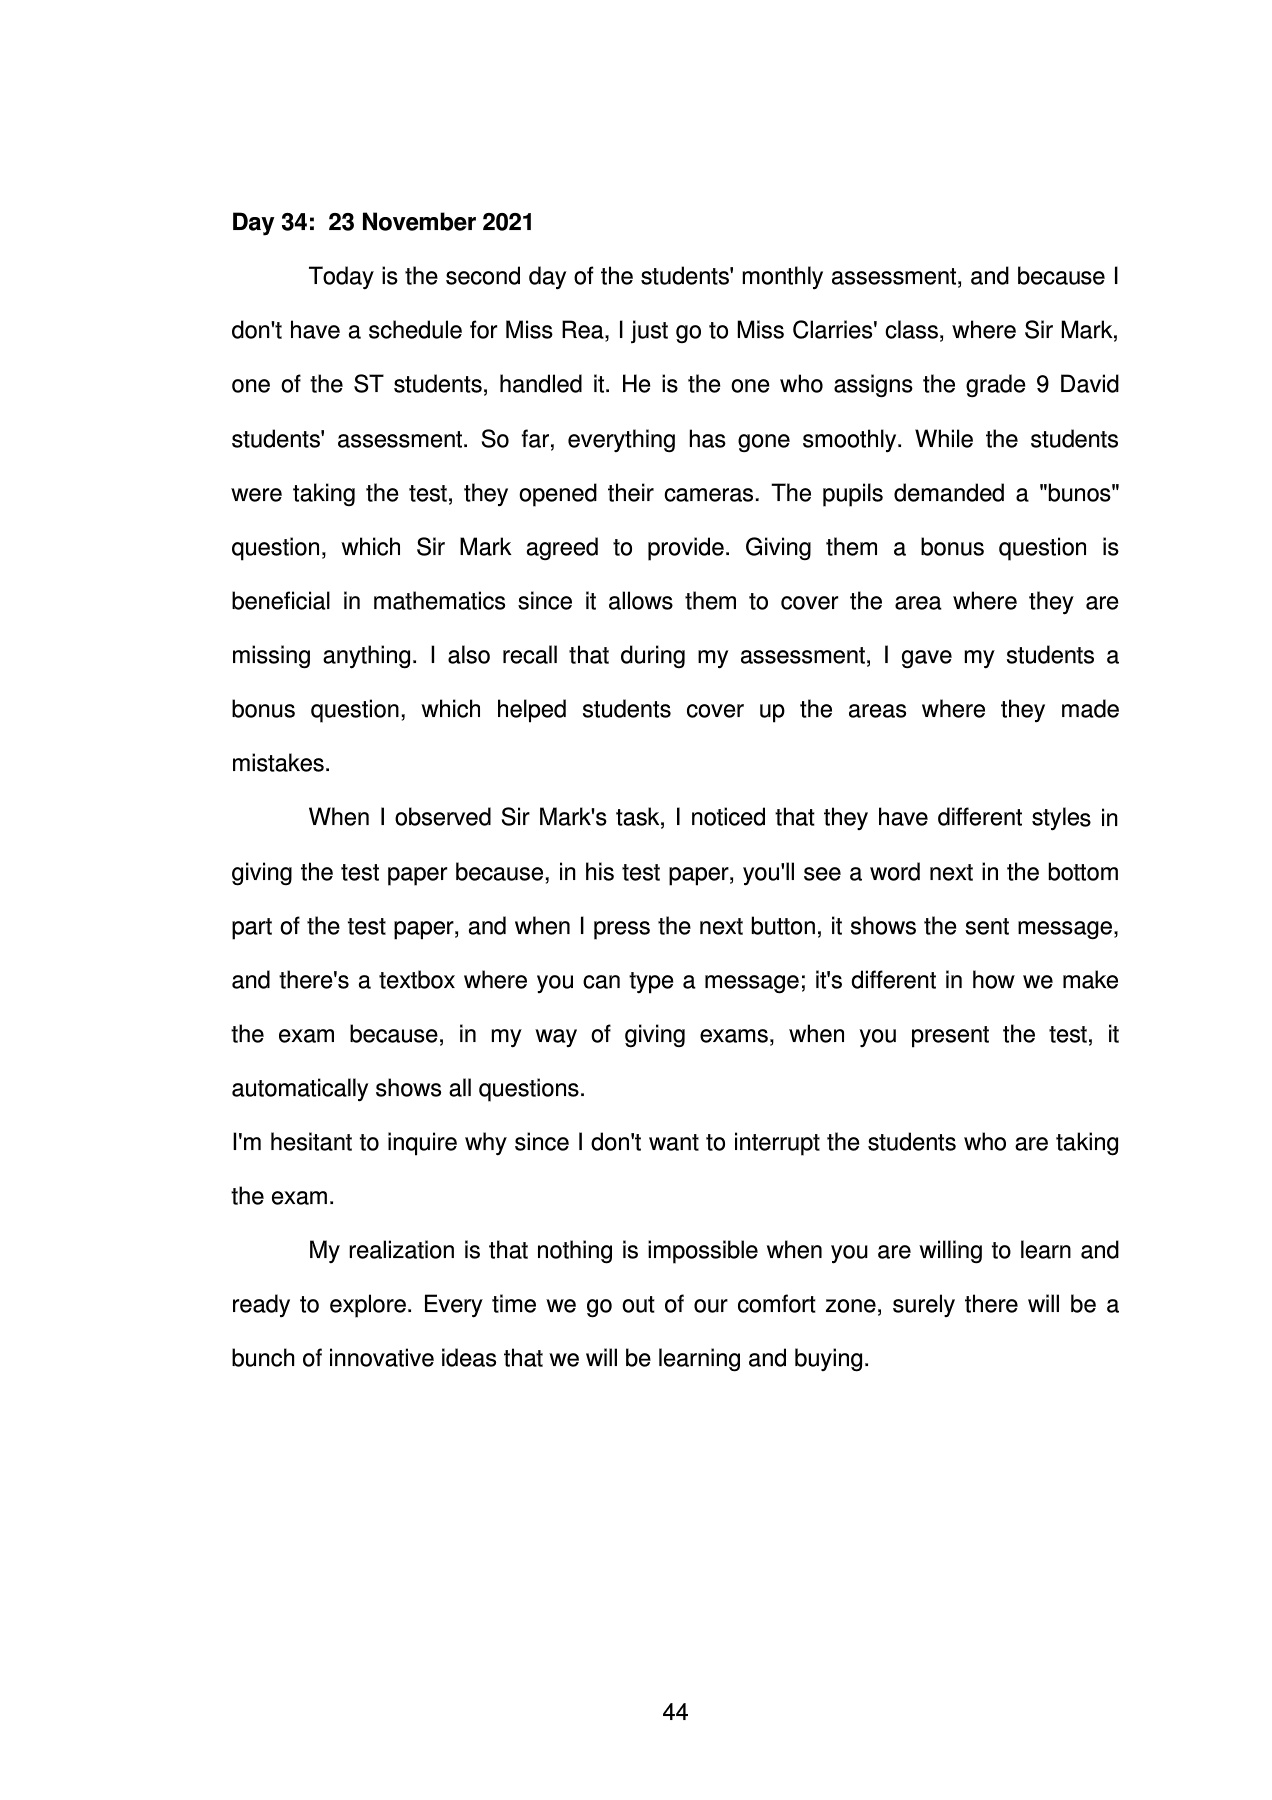 Day 34:  23 November 2021
Today is the second day of the students' monthly assessment, and because I
don't have a schedule for Miss Rea, I just go to Miss Clarries' class, where Sir Mark,
one of the ST students, handled it. He is the one who assigns the grade 9 David
students' assessment. So far, everything has gone smoothly. While the students
were taking the test, they opened their cameras. The pupils demanded a "bunos"
question, which Sir Mark agreed to provide. Giving them a bonus question is
beneficial in mathematics since it allows them to cover the area where they are
missing anything. I also recall that during my assessment, I gave my students a
bonus question, which helped students cover up the areas where they made
mistakes.
When I observed Sir Mark's task, I noticed that they have different styles in
giving the test paper because, in his test paper, you'll see a word next in the bottom
part of the test paper, and when I press the next button, it shows the sent message,
and there's a textbox where you can type a message; it's different in how we make
the exam because, in my way of giving exams, when you present the test, it
automatically shows all questions.
I'm hesitant to inquire why since I don't want to interrupt the students who are taking
the exam.
My realization is that nothing is impossible when you are willing to learn and
ready to explore. Every time we go out of our comfort zone, surely there will be a
bunch of innovative ideas that we will be learning and buying.
44